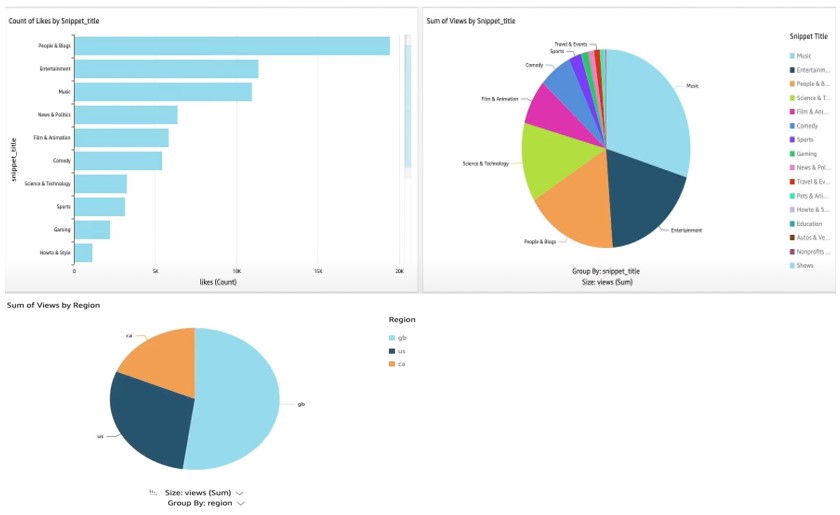 Count of Likes by Snippet_title
snippet_title
People & Blogs
Entertainment
Music
News & Politics
Film & Animation
Comedy
Science & Technology
Sports
Gaming
Howto & Style
0
5K
10K
15K
20K
likes (Count)
Sum of Views by Snippet_title
Travel & Events
Sports
Comedy
Film & Animation
Science & Technology
People & Blogs
Music
Entertainment
Group By: snippet_title
Size: views (Sum)
Snippet Title
Music
Entertainm...
People & B...
Science & T...
Film & Ani...
Comedy
Sports
Gaming
News & Pol...
Travel & Ev...
Pets & Ani...
Howto & S...
Education
Autos & Ve...
Nonprofits ...
Shows
Sum of Views by Region
ca
us
gb
Size: views (Sum)
Group By: region
Region
gb
us
ca